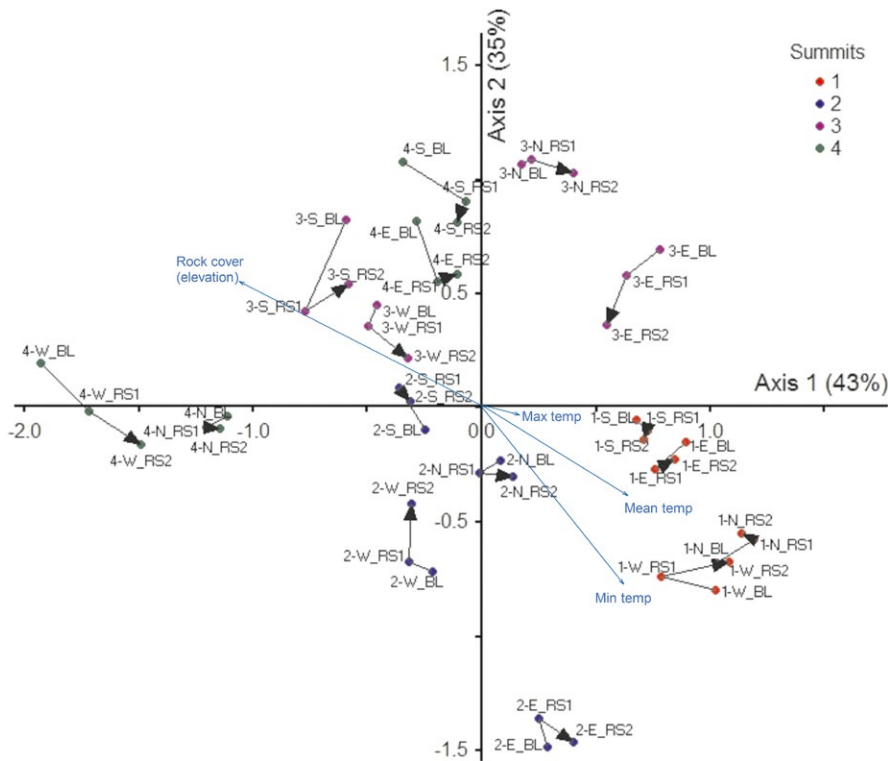 Axis 2 (35%)
Summits
1
2
3
4
1.5
4-S_BL
3-N_RS1
3-N_BL
3-N_RS2
4-S_RS1
3-S_BL
4-E_BL
4-S_RS2
3-E_BL
Rock cover
(elevation)
4-E_RS2
3-S_RS2
4-E_RS1
3-E_RS1
3-S_RS1
0.5
3-W_BL
3-W_RS1
3-E_RS2
3-W_RS2
4-W_BL
2-S_RS1
Axis 1 (43%)
4-W_RS1
2-S_RS2
-2.0
-1.0
0.0
1.0
Max temp
1-S_BL
1-S_RS1
4-N_BL
4-N_RS1
4-N_RS2
4-W_RS2
2-S_BL
1-S_RS2
1-E_BL
2-N_BL
2-N_RS1
1-E_RS2
1-E_RS1
2-N_RS2
2-W_RS2
Mean temp
-0.5
1-N_RS2
1-N_RS1
2-W_RS1
1-N_BL
1-W_RS1
1-W_RS2
2-W_BL
Min temp
1-W_BL
2-E_RS1
2-E_RS2
2-E_BL
-1.5